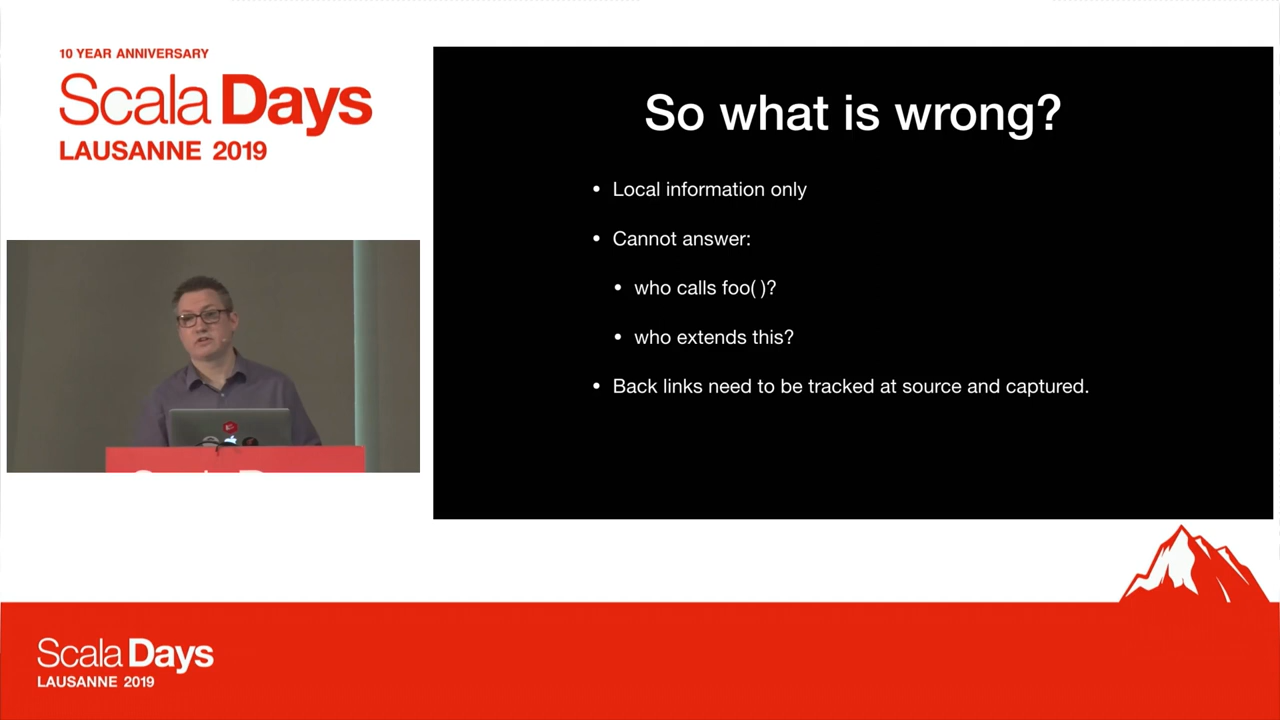 10 YEAR ANNIVERSARY
Scala Days
LAUSANNE 2019
So what is wrong?
• Local information only
• Cannot answer:
• who calls foo( )?
• who extends this?
• Back links need to be tracked at source and captured.
Scala Days
LAUSANNE 2019